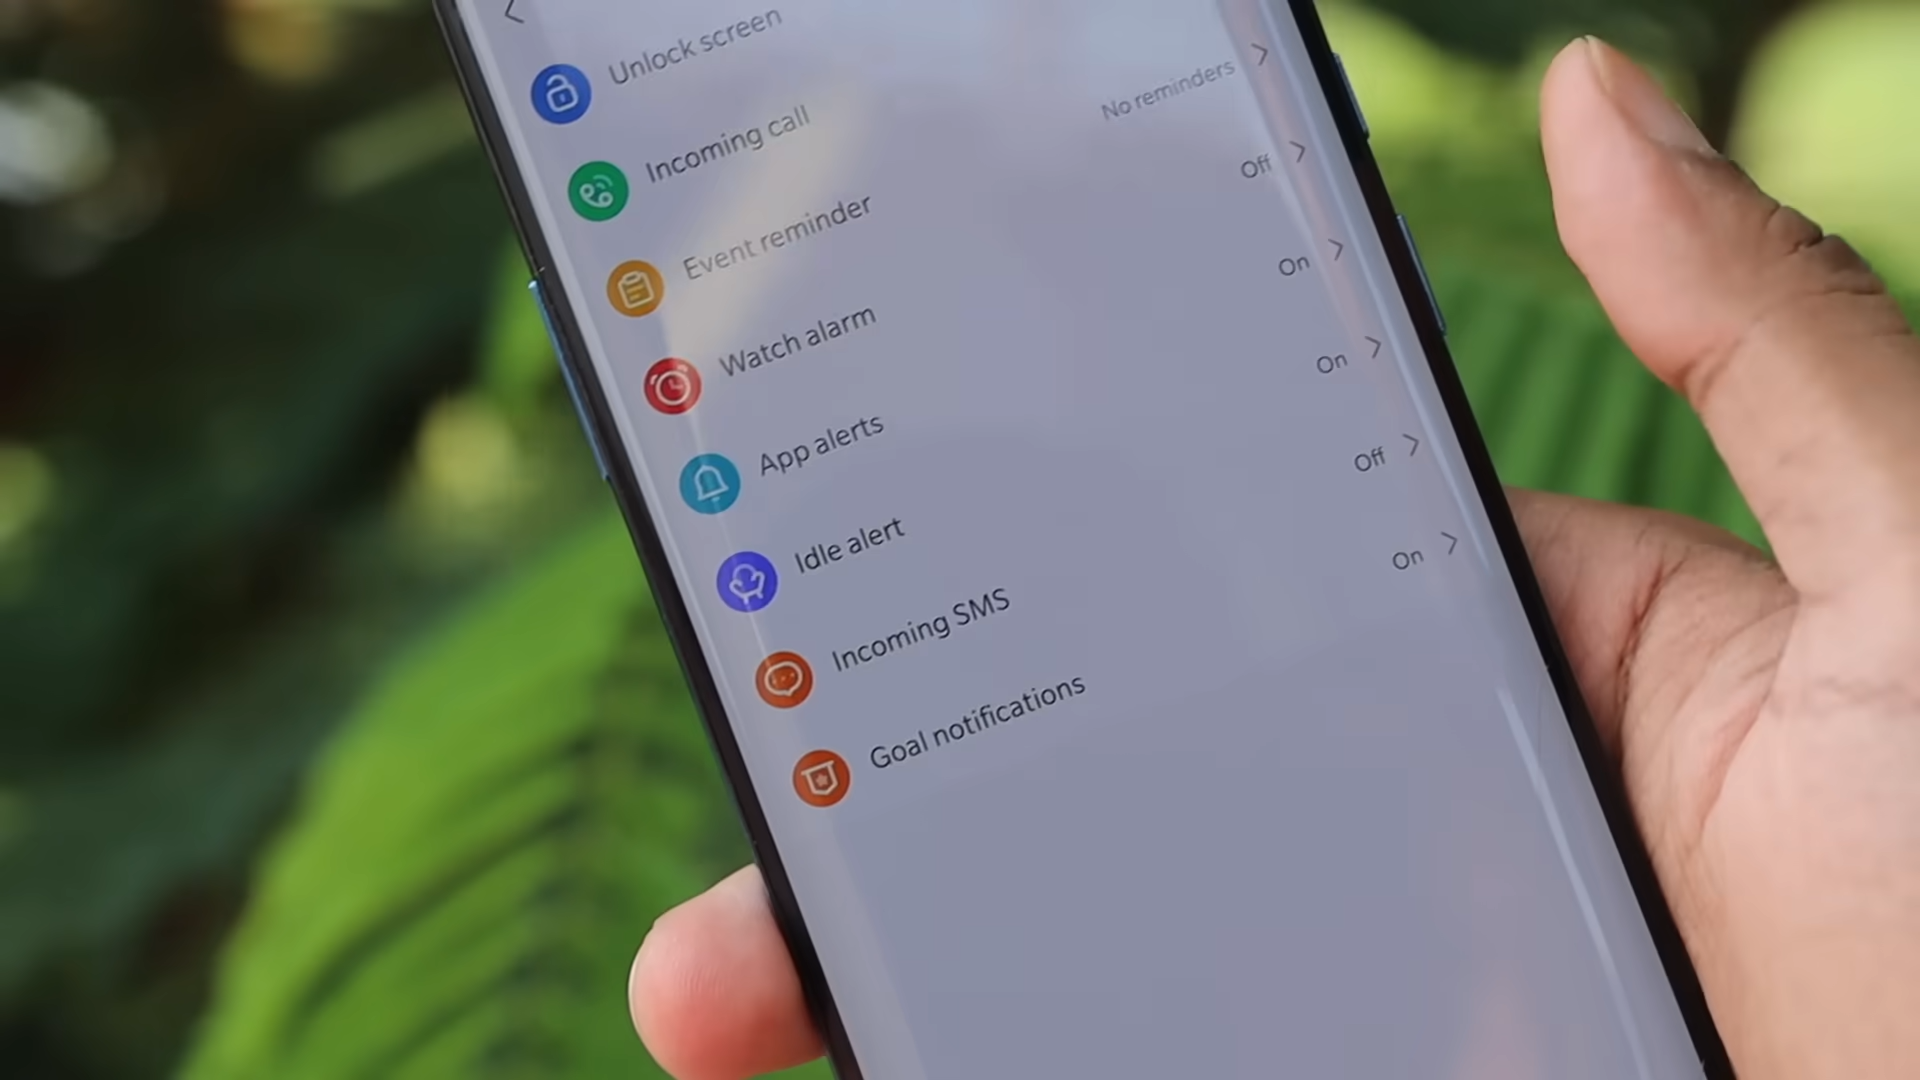 Unlock screen
Incoming call
Event reminder No reminders
Watch alarm Off
App alerts On
Idle alert On
Incoming SMS Off
Goal notifications On